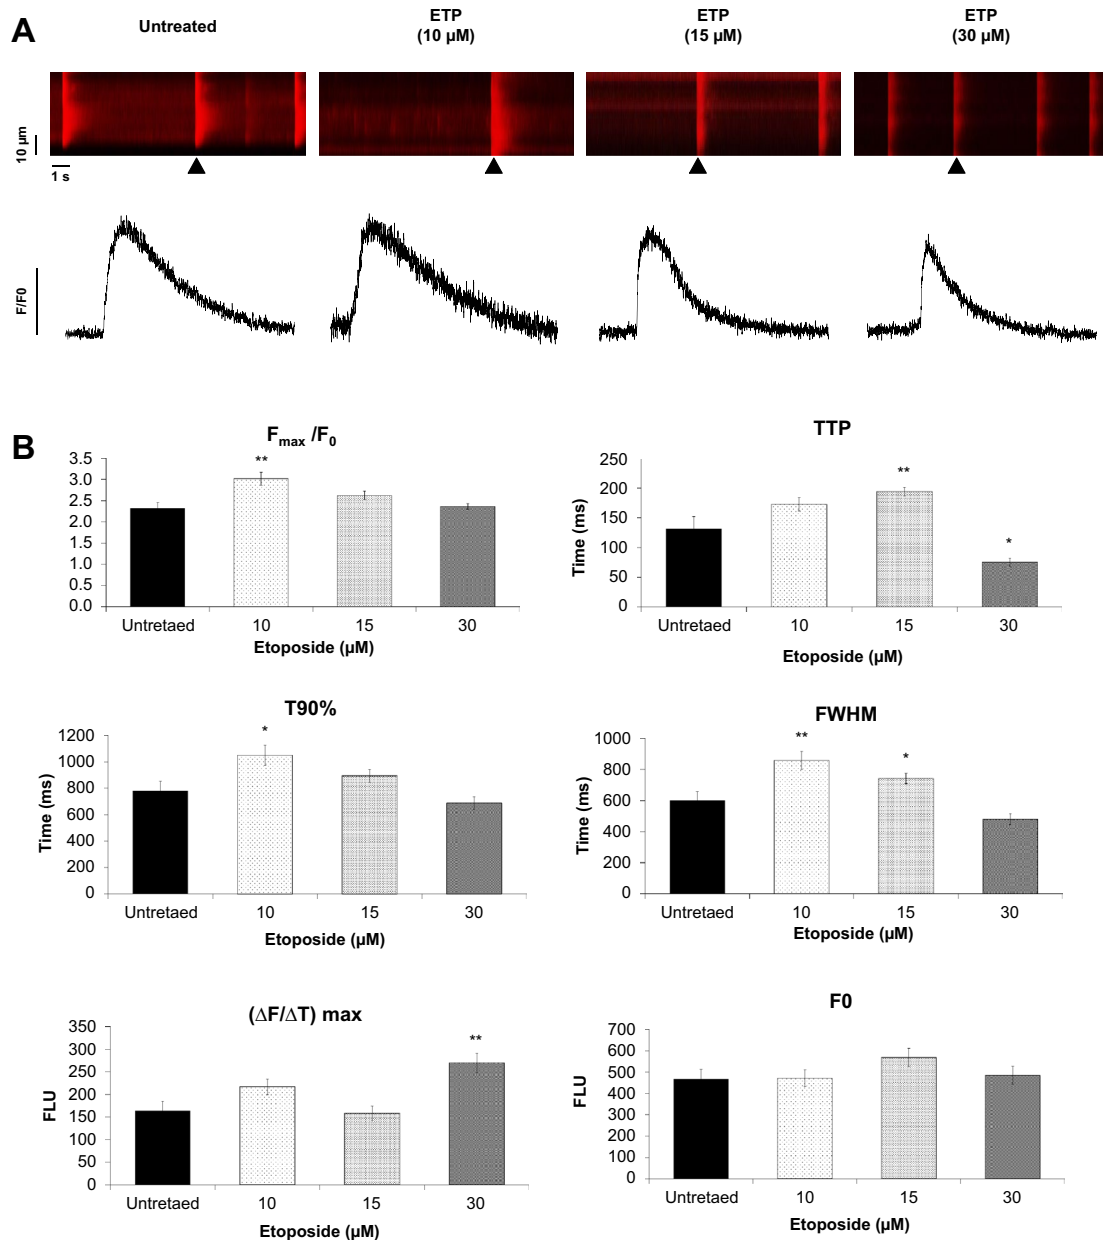 A
Untreated
ETP
(10 µM)
ETP
(15 µM)
ETP
(30 µM)
10 µm
1 s
F/F0
B
Fmax /F0
**
3.5
3.0
2.5
2.0
1.5
1.0
0.5
0.0
Untretaed 10 15 30
Etoposide (µM)
TTP
**
*
Time (ms)
250
200
150
100
50
0
Untretaed 10 15 30
Etoposide (µM)
T90%
*
Time (ms)
1200
1000
800
600
400
200
0
Untretaed 10 15 30
Etoposide (µM)
FWHM
**
*
Time (ms)
1000
800
600
400
200
0
Untretaed 10 15 30
Etoposide (µM)
(∆F/∆T) max
**
FLU
350
300
250
200
150
100
50
0
Untretaed 10 15 30
Etoposide (µM)
F0
FLU
700
600
500
400
300
200
100
0
Untretaed 10 15 30
Etoposide (µM)